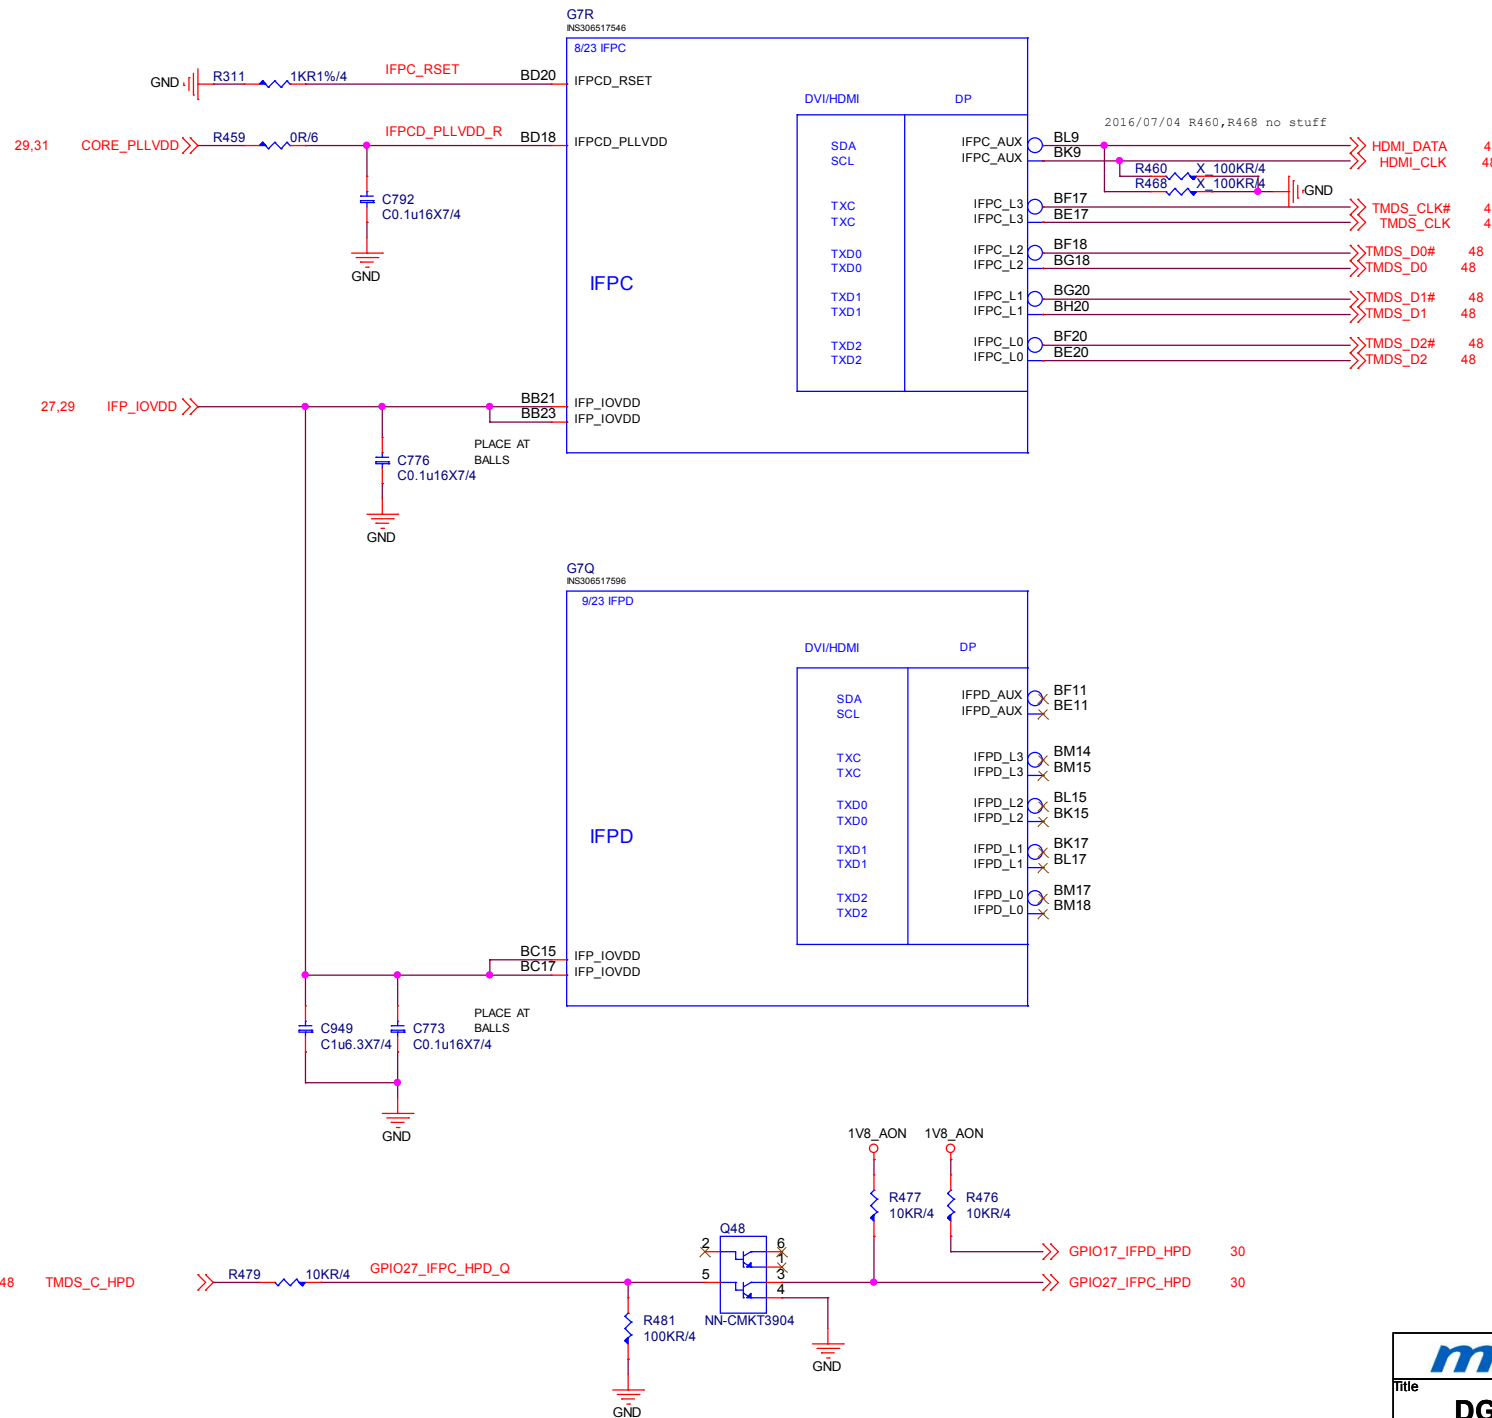 G7R
INS306517546
8/23 IFPC
GND R311 1KR1%/4 IFPC_RSET BD20 IFPCD_RSET
DVI/HDMI DP
2016/07/04 R460,R468 no stuff
29,31 CORE_PLLVDD R459 0R/6 IFPCD_PLLVDD_R BD18 IFPCD_PLLVDD
SDA IFPC_AUX BL9 HDMI_DATA 4
SCL IFPC_AUX BK9 HDMI_CLK 48
R460 X_100KR/4
R468 X_100KR/4 GND
C792
C0.1u16X7/4
GND
TXC IFPC_L3 BF17 TMDS_CLK# 4
TXC IFPC_L3 BE17 TMDS_CLK 4
TXD0 IFPC_L2 BF18 TMDS_D0# 48
TXD0 IFPC_L2 BG18 TMDS_D0 48
IFPC
TXD1 IFPC_L1 BG20 TMDS_D1# 48
TXD1 IFPC_L1 BH20 TMDS_D1 48
TXD2 IFPC_L0 BF20 TMDS_D2# 48
TXD2 IFPC_L0 BE20 TMDS_D2 48
27,29 IFP_IOVDD BB21 IFP_IOVDD
BB23 IFP_IOVDD
PLACE AT
BALLS
C776
C0.1u16X7/4
GND
G7Q
INS306517596
9/23 IFPD
DVI/HDMI DP
SDA IFPD_AUX BF11
SCL IFPD_AUX BE11
TXC IFPD_L3 BM14
TXC IFPD_L3 BM15
TXD0 IFPD_L2 BL15
TXD0 IFPD_L2 BK15
IFPD
TXD1 IFPD_L1 BK17
TXD1 IFPD_L1 BL17
TXD2 IFPD_L0 BM17
TXD2 IFPD_L0 BM18
BC15 IFP_IOVDD
BC17 IFP_IOVDD
PLACE AT
BALLS
C949
C1u6.3X7/4
C773
C0.1u16X7/4
GND
1V8_AON 1V8_AON
R477
10KR/4
R476
10KR/4
Q48
2 6
1
GPIO17_IFPD_HPD 30
48 TMDS_C_HPD R479 10KR/4 GPIO27_IFPC_HPD_Q 5 3 GPIO27_IFPC_HPD 30
4
R481
100KR/4
NN-CMKT3904
GND
GND
m
Title
DG